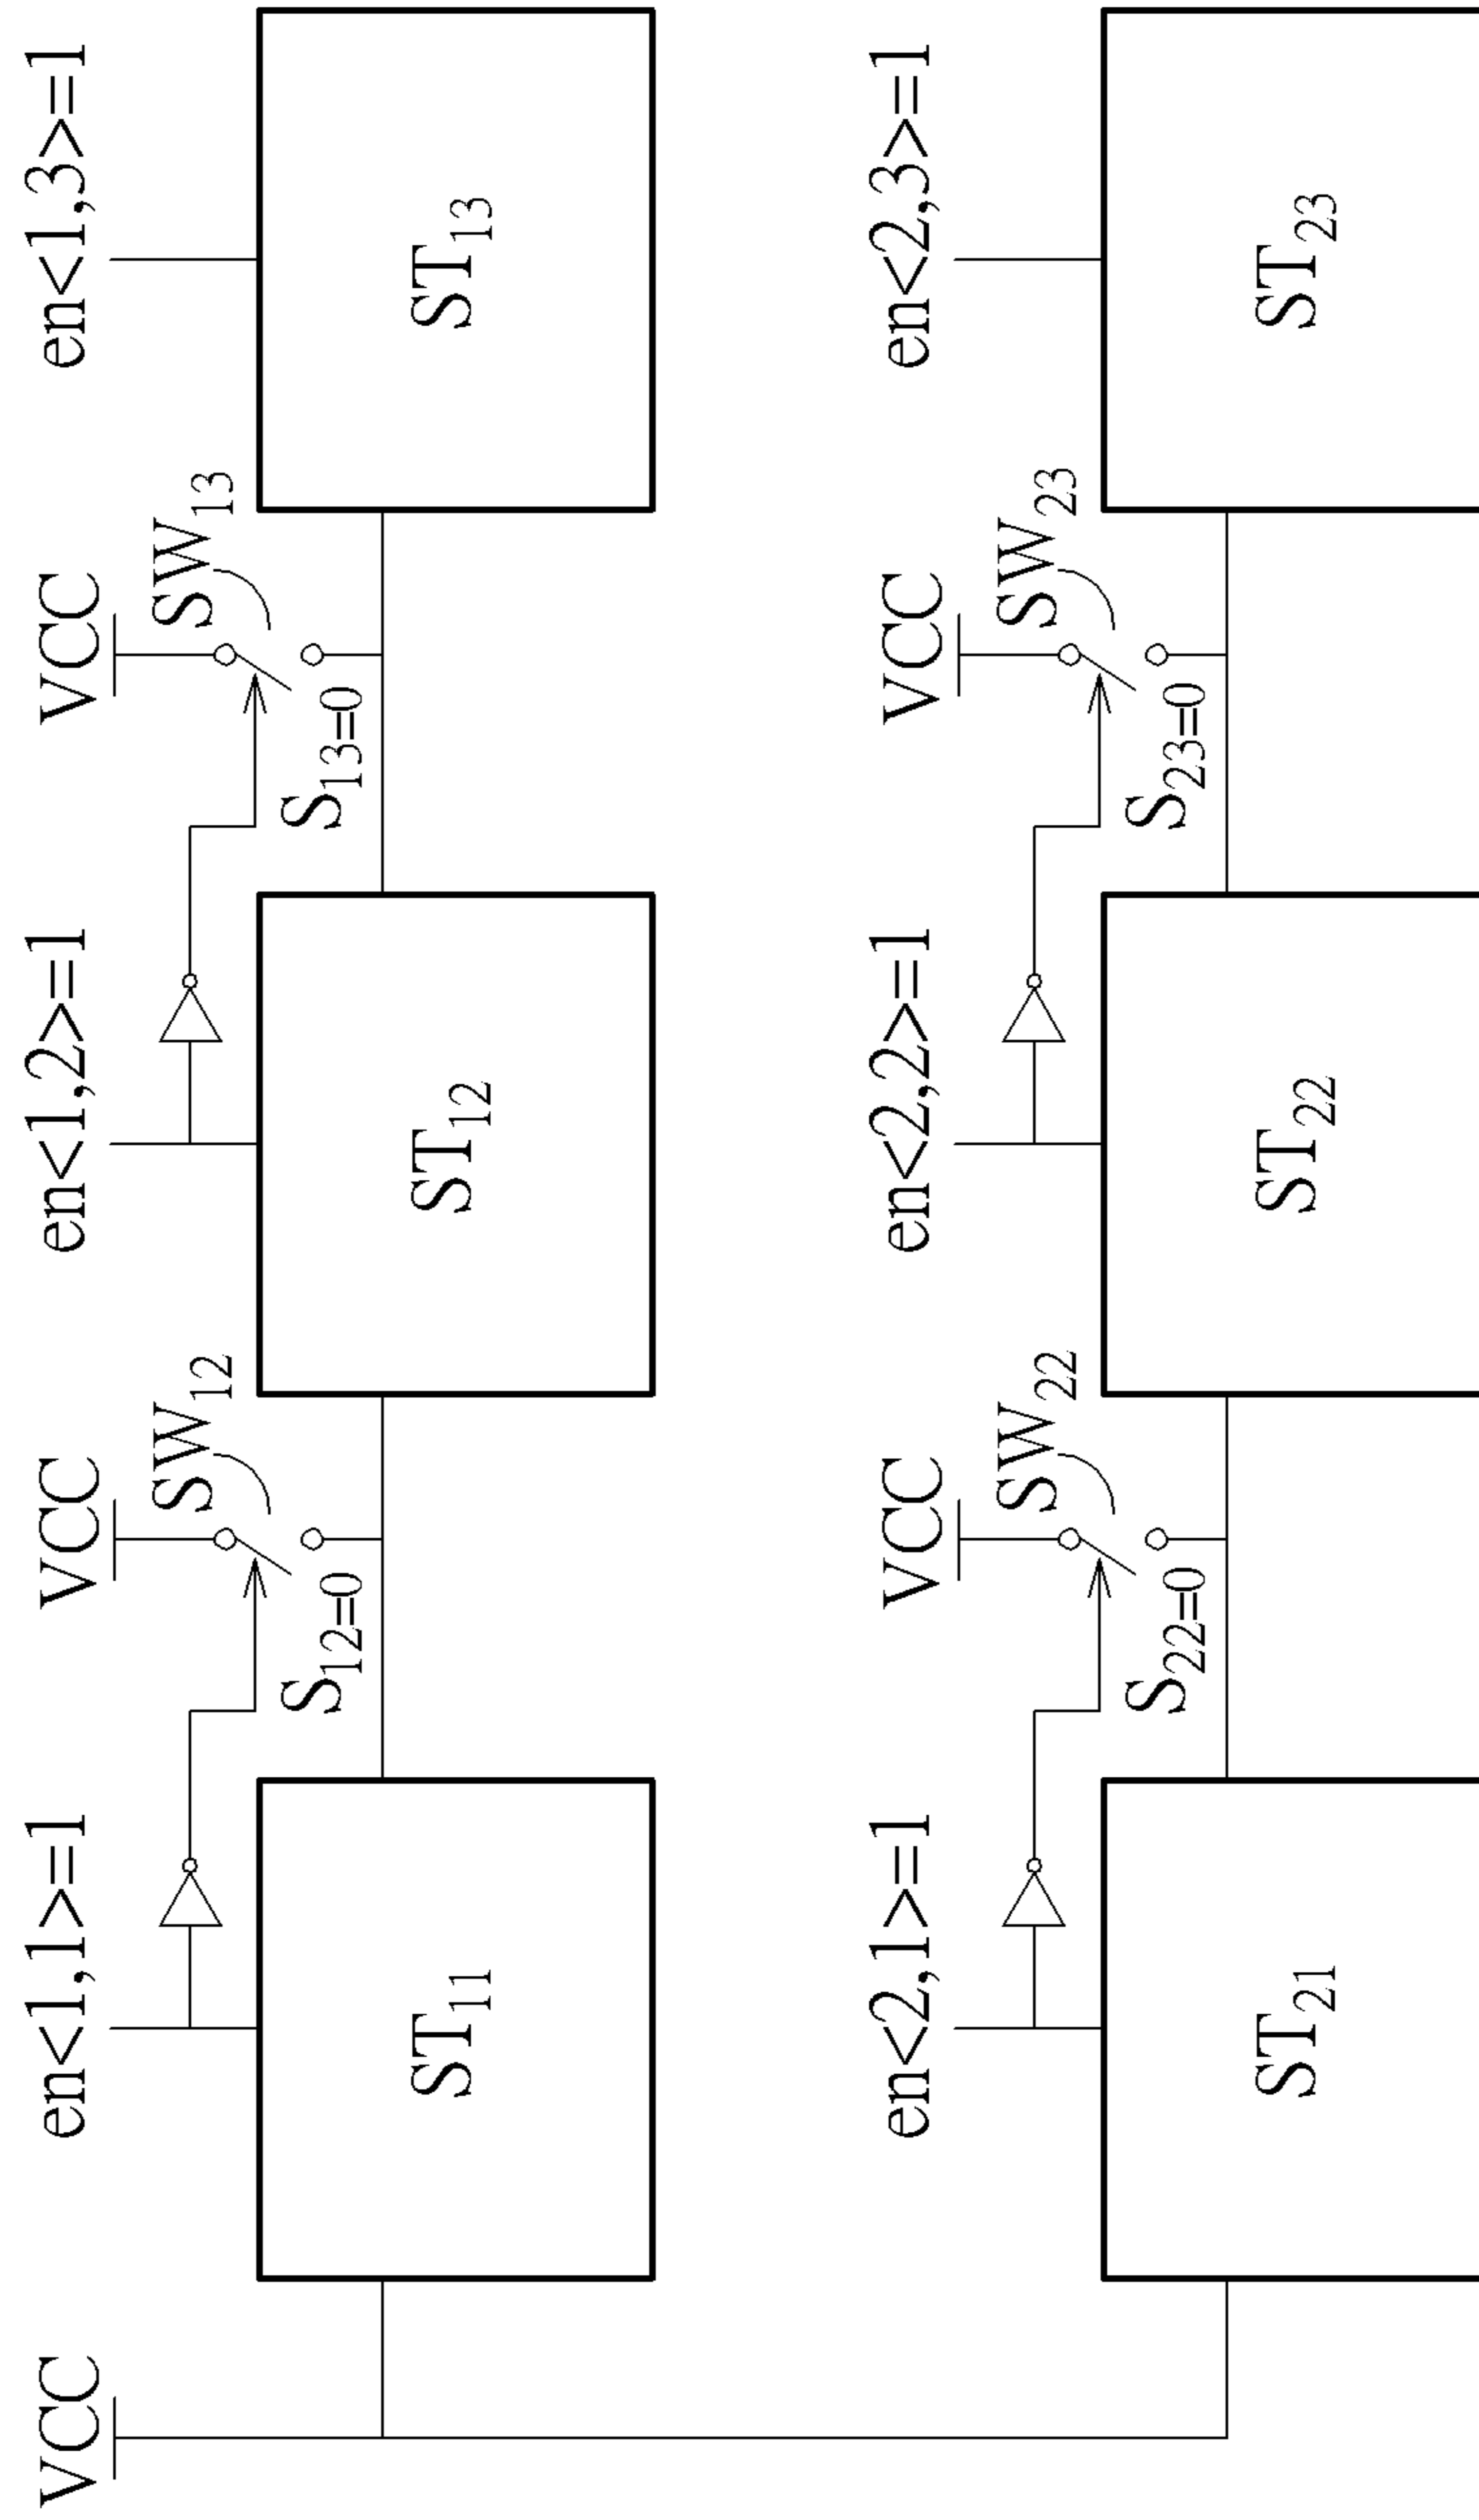 VCC
en<1,1>=1
VCC
en<1,2>=1
VCC
en<1,3>=1
SW12
SW13
S12=0
S13=0
ST11
ST12
ST13
en<2,1>=1
VCC
en<2,2>=1
VCC
en<2,3>=1
SW22
SW23
S22=0
S23=0
ST21
ST22
ST23